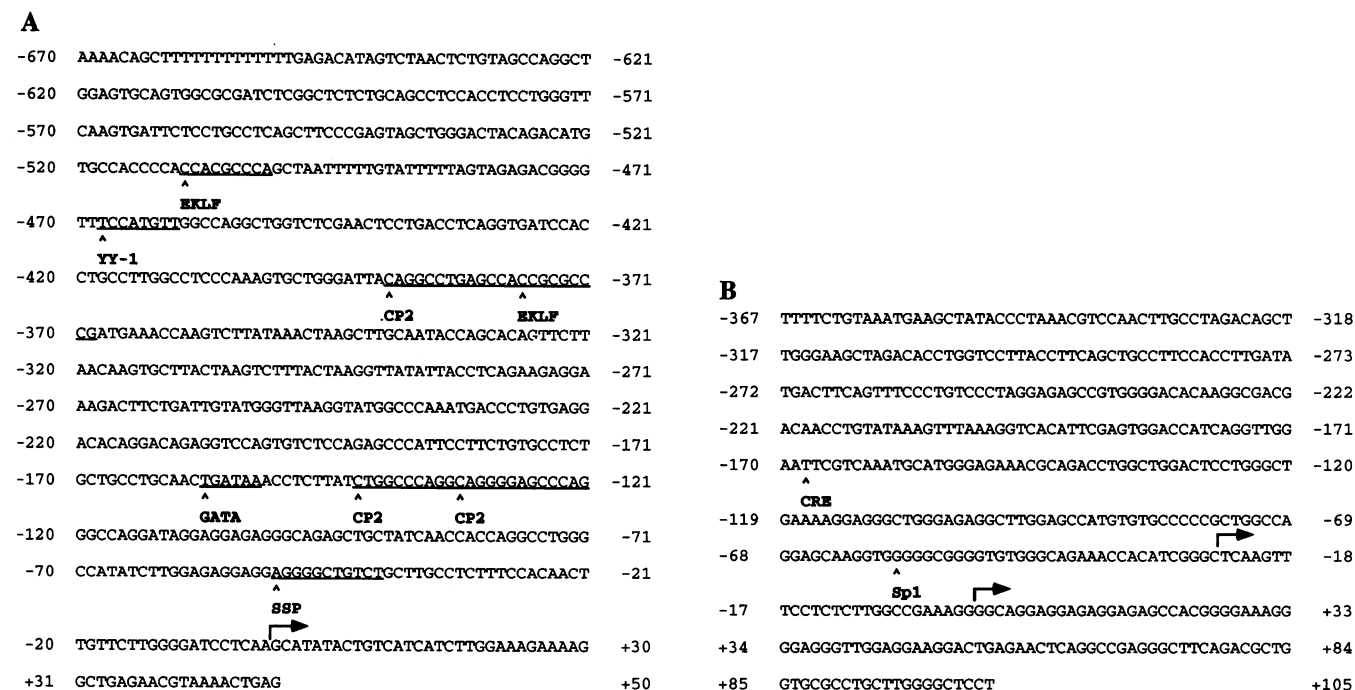 A
-670 AAAACAGCTTTTTTTTTTTTTGAGACATAGTCTAACTCTGTAGCCAGGCT -621
-620 GGAGTGCAGTGGCGCGATCTCGGCTCTCTGCAGCCTCCACCTCCTGGGTT -571
-570 CAAGTGATTCTCCTGCCTCAGCTTCCCGAGTAGCTGGGACTACAGACATG -521
-520 TGCCACCCCACCACGCCCAGCTAATTTTTGTATTTTTAGTAGAGACGGGG -471
EKLF
-470 TTTCCATGTTGGCCAGGCTGGTCTCGAACTCCTGACCTCAGGTGATCCAC -421
YY-1
-420 CTGCCTTGGCCTCCCAAAGTGCTGGGATTACAGGCCTGAGCCACCGCGCC -371
CP2 EKLF
-370 CGATGAAACCAAGTCTTATAAACTAAGCTTGCAATACCAGCACAGTTCTT -321
-320 AACAAGTGCTTACTAAGTCTTTACTAAGGTTATATTACCTCAGAAGAGGA -271
-270 AAGACTTCTGATTGTATGGGTTAAGGTATGGCCCAAATGACCCTGTGAGG -221
-220 ACACAGGACAGAGGTCCAGTGTCTCCAGAGCCCATTCCTTCTGTGCCTCT -171
-170 GCTGCCTGCAACTGATAAACCTCTTATCTGGCCCAGGCAGGGGAGCCCAG -121
GATA CP2 CP2
-120 GGCCAGGATAGGAGGAGAGGGCAGAGCTGCTATCAACCACCAGGCCTGGG -71
-70 CCATATCTTGGAGAGGAGGAGGGGCTGTCTGCTTGCCTCTTTCCACAACT -21
SSP
-20 TGTTCTTGGGGATCCTCAAGCATATACTGTCATCATCTTGGAAAGAAAAG +30
+31 GCTGAGAACGTAAAACTGAG +50
B
-367 TTTTCTGTAAATGAAGCTATACCCTAAACGTCCAACTTGCCTAGACAGCT -318
-317 TGGGAAGCTAGACACCTGGTCCTTACCTTCAGCTGCCTTCCACCTTGATA -273
-272 TGACTTCAGTTTCCCTGTCCCTAGGAGAGCCGTGGGGACACAAGGCGACG -222
-221 ACAACCTGTATAAAGTTTAAAGGTCACATTCGAGTGGACCATCAGGTTGG -171
-170 AATTCGTCAAATGCATGGGAGAAACGCAGACCTGGCTGGACTCCTGGGCT -120
CRE
-119 GAAAAGGAGGGCTGGGAGAGGCTTGGAGCCATGTGTGCCCCCGCTGGCCA -69
-68 GGAGCAAGGTGGGGGCGGGGTGTGGGCAGAAACCACATCGGGCTCAAGTT -18
Sp1
-17 TCCTCTCTTGGCCGAAAGGGGCAGGAGGAGAGGAGAGCCACGGGGAAAGG +33
+34 GGAGGGTTGGAGGAAGGACTGAGAACTCAGGCCGAGGGCTTCAGACGCTG +84
+85 GTGCGCCTGCTTGGGGCTCCT +105